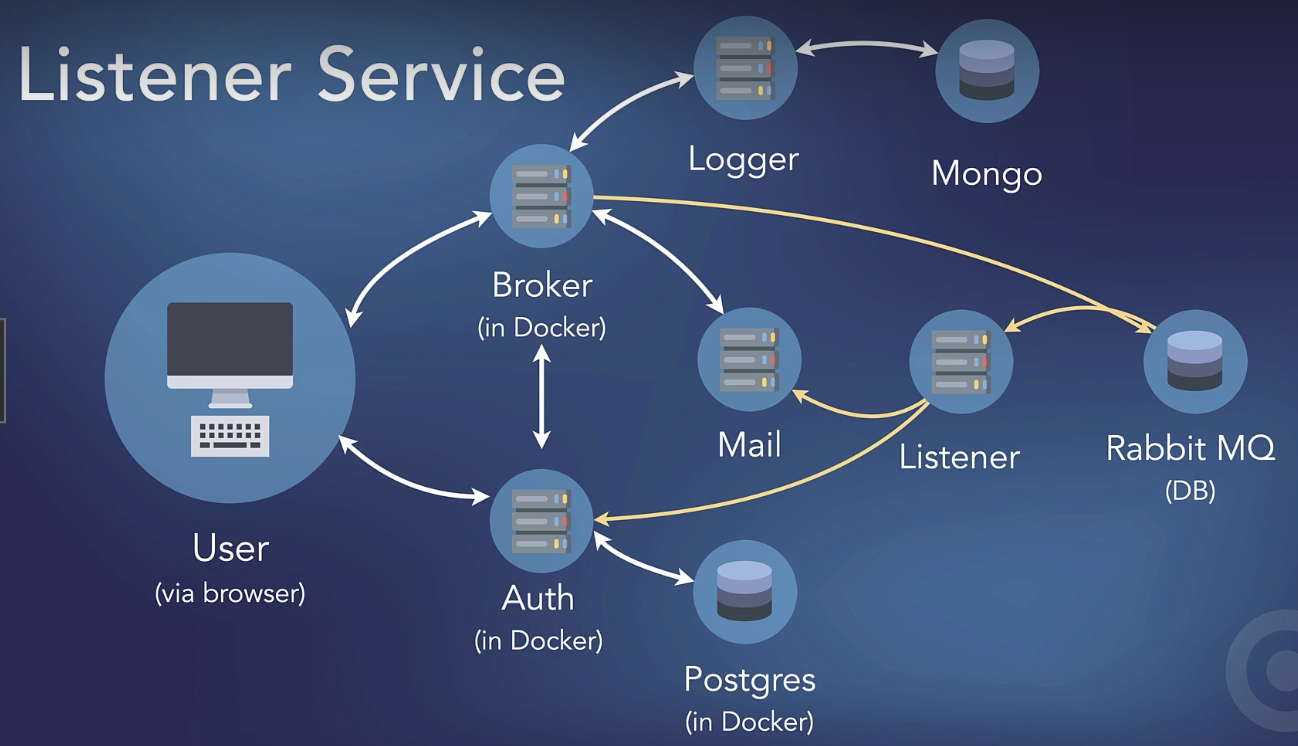 Listener Service
Logger
Mongo
Broker
(in Docker)
Mail
Listener
Rabbit MQ
(DB)
User
(via browser)
Auth
(in Docker)
Postgres
(in Docker)